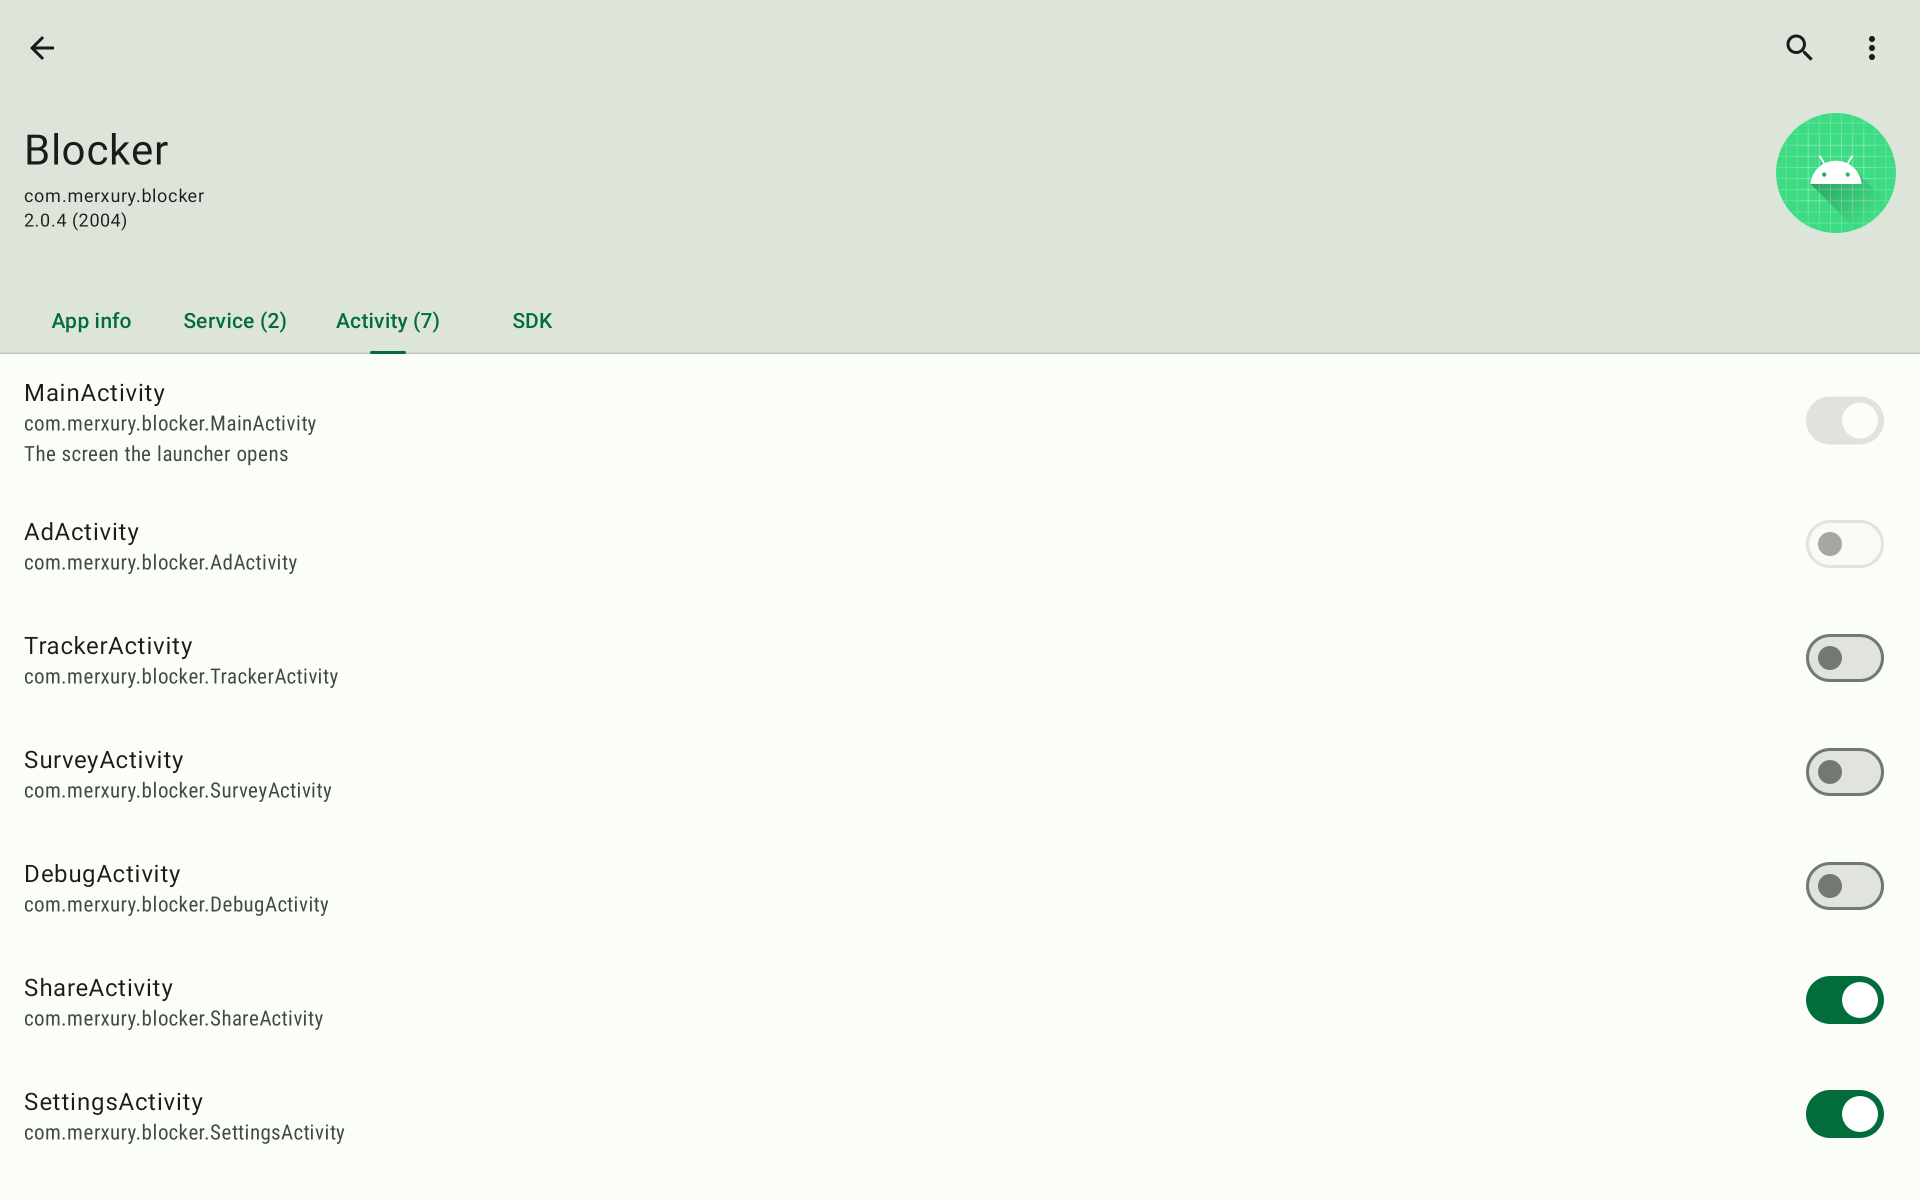 Blocker
com.merxury.blocker
2.0.4 (2004)
App info
Service (2)
Activity (7)
SDK
MainActivity
com.merxury.blocker.MainActivity
The screen the launcher opens
AdActivity
com.merxury.blocker.AdActivity
TrackerActivity
com.merxury.blocker.TrackerActivity
SurveyActivity
com.merxury.blocker.SurveyActivity
DebugActivity
com.merxury.blocker.DebugActivity
ShareActivity
com.merxury.blocker.ShareActivity
SettingsActivity
com.merxury.blocker.SettingsActivity